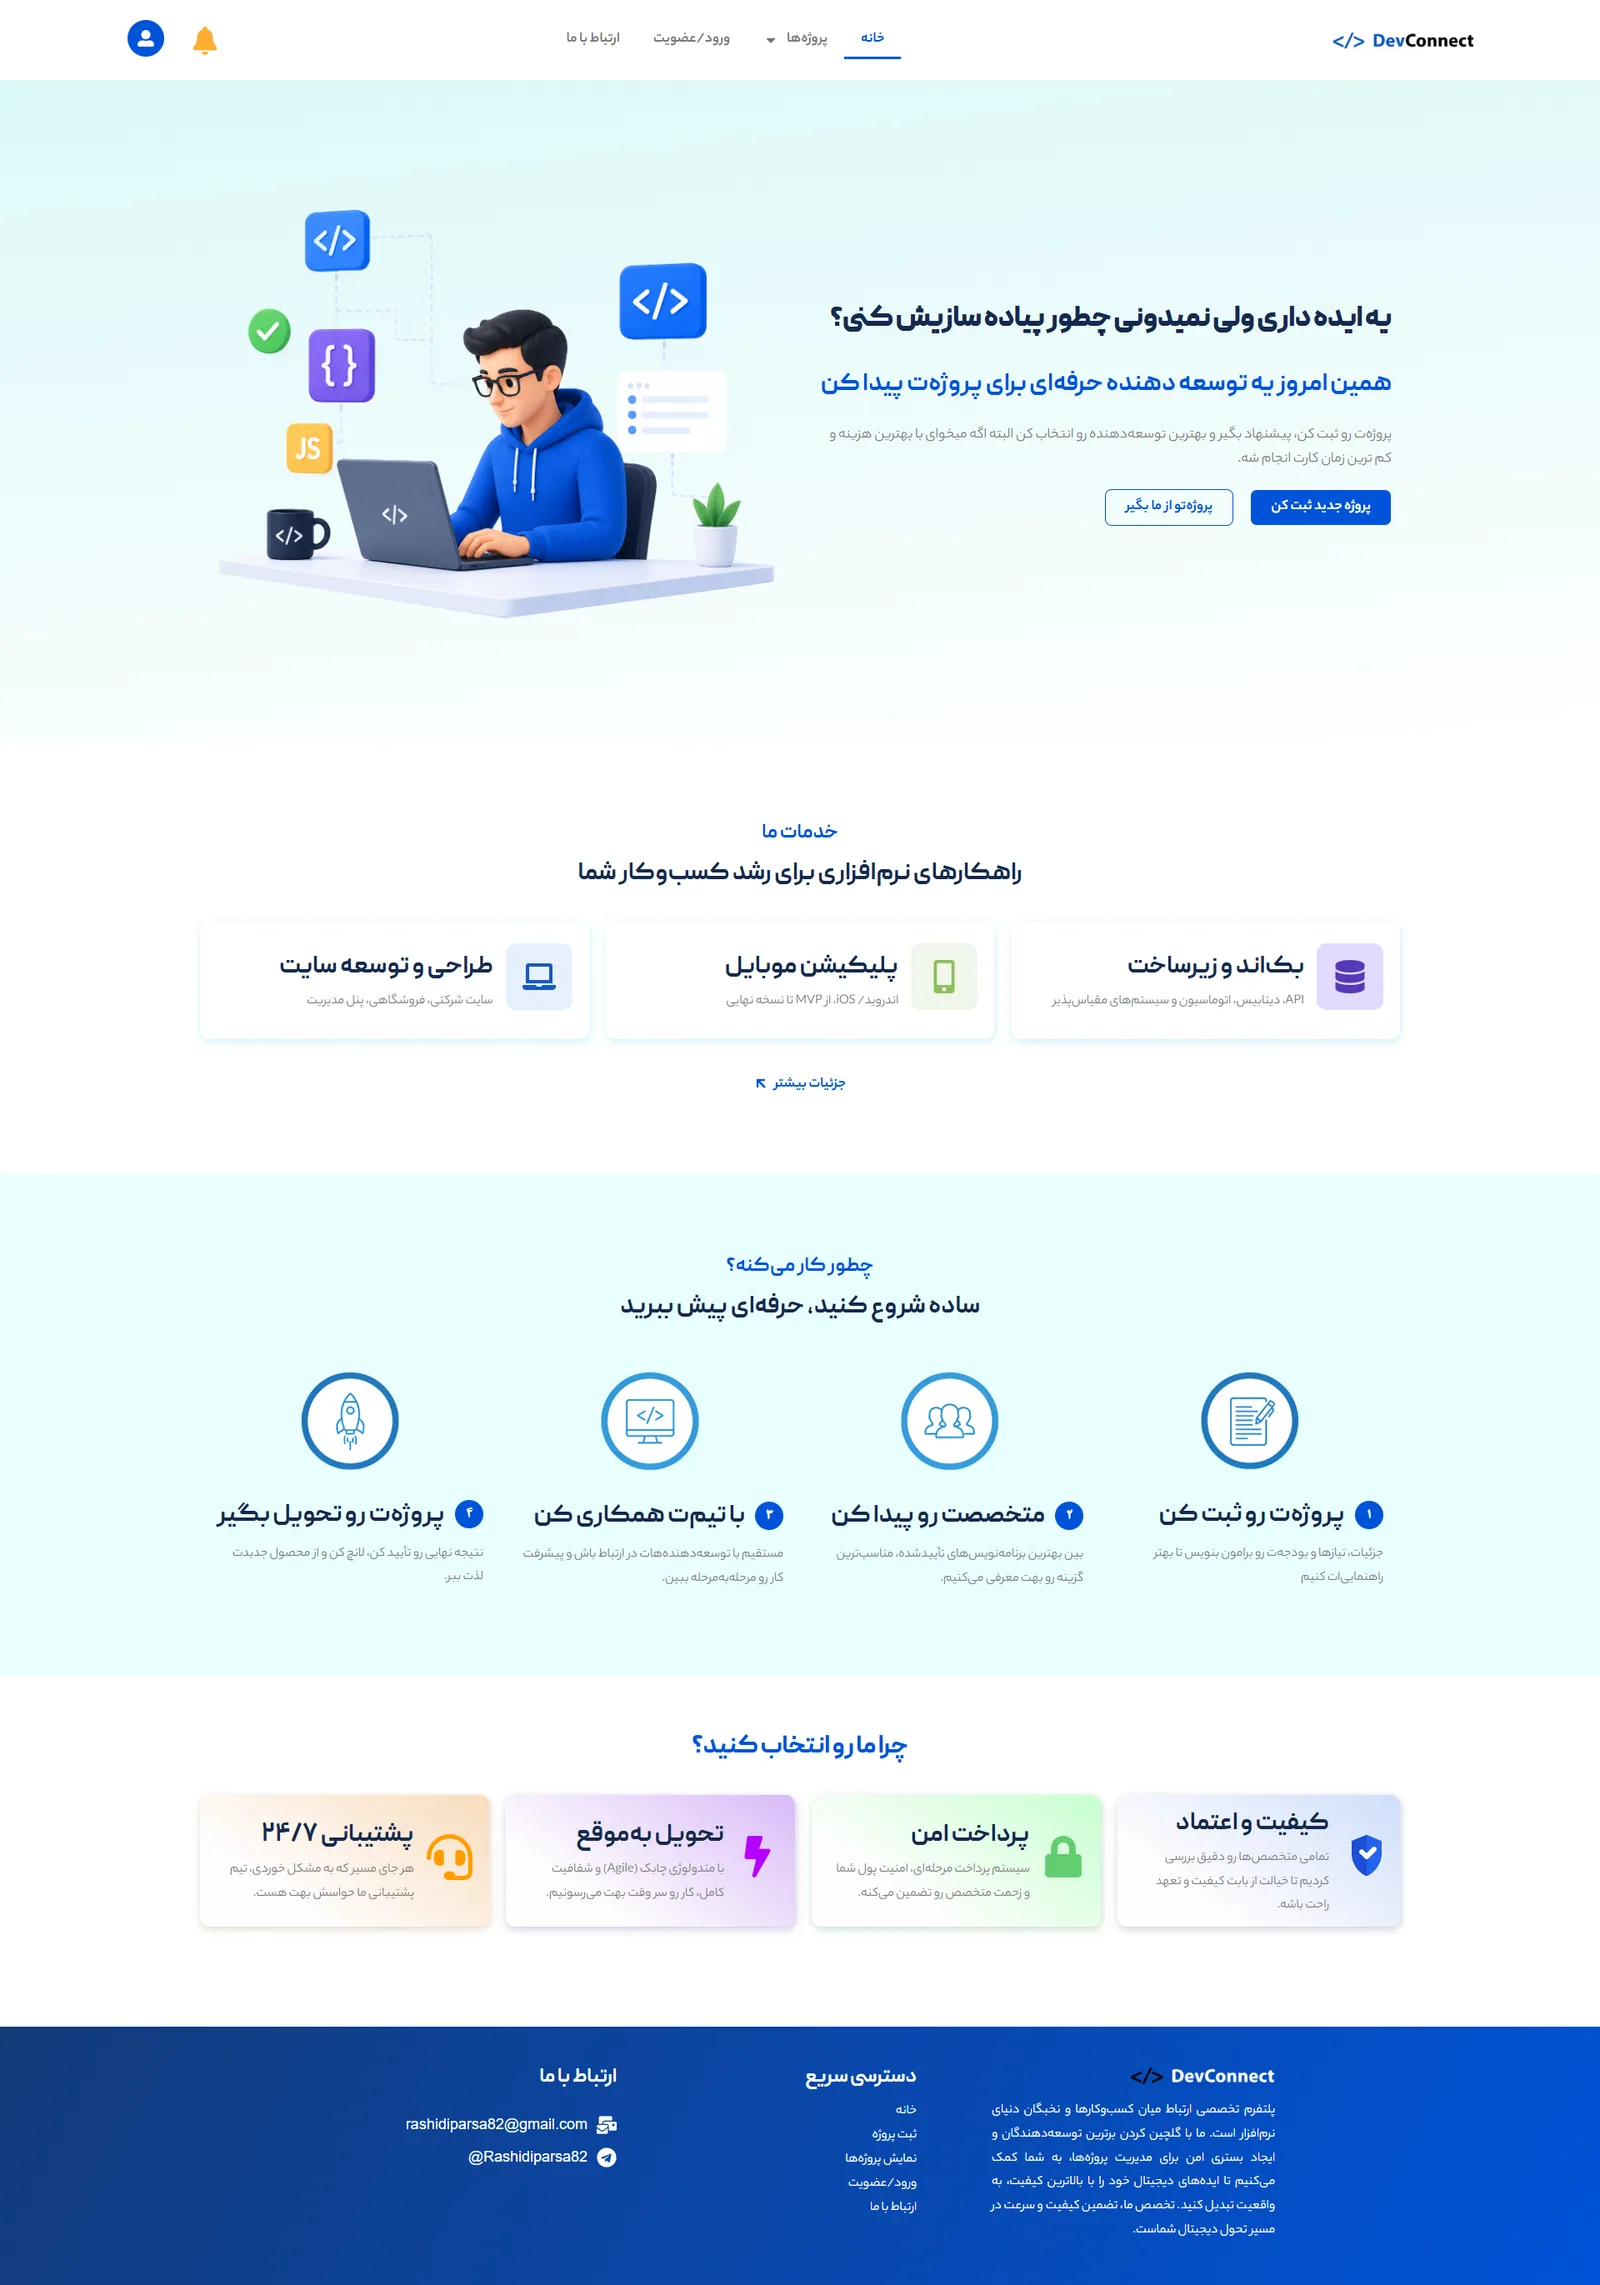 </> DevConnect
خانه
پروژه‌ها
ورود/عضویت
ارتباط با ما
یه ایده داری ولی نمیدونی چطور پیاده سازیش کنی؟
همین امروز یه توسعه دهنده حرفه‌ای برای پروژه‌ت پیدا کن
پروژه‌ت رو ثبت کن، پیشنهاد بگیر و بهترین توسعه‌دهنده رو انتخاب کن البته اگه میخوای با بهترین هزینه و
کم ترین زمان کارت انجام شه.
پروژه جدید ثبت کن
پروژه‌تو از ما بگیر
</>
</>
{ }
JS
</>
</>
خدمات ما
راهکارهای نرم‌افزاری برای رشد کسب‌وکار شما
بک‌اند و زیرساخت
API، دیتابیس، اتوماسیون و سیستم‌های مقیاس‌پذیر
پلیکیشن موبایل
اندروید/ iOS، از MVP تا نسخه نهایی
طراحی و توسعه سایت
سایت شرکتی، فروشگاهی، پنل مدیریت
جزئیات بیشتر
چطور کار می‌کنه؟
ساده شروع کنید، حرفه‌ای پیش ببرید
</>
۱ پروژه‌ت رو ثبت کن
جزئیات، نیازها و بودجه‌ت رو برامون بنویس تا بهتر
راهنمایی‌ات کنیم
۲ متخصصت رو پیدا کن
بین بهترین برنامه‌نویس‌های تأییدشده، مناسب‌ترین
گزینه رو بهت معرفی می‌کنیم.
۳ با تیم‌ت همکاری کن
مستقیم با توسعه‌دهنده‌هات در ارتباط باش و پیشرفت
کار رو مرحله‌به‌مرحله ببین.
۴ پروژه‌ت رو تحویل بگیر
نتیجه نهایی رو تأیید کن، لانچ کن و از محصول جدیدت
لذت ببر.
چرا ما رو انتخاب کنید؟
کیفیت و اعتماد
تمامی متخصص‌ها رو دقیق بررسی
کردیم تا خیالت از بابت کیفیت و تعهد
راحت باشه.
پرداخت امن
سیستم پرداخت مرحله‌ای، امنیت پول شما
و زحمت متخصص رو تضمین می‌کنه.
تحویل به‌موقع
با متدولوژی چابک (Agile) و شفافیت
کامل، کار رو سر وقت بهت می‌رسونیم.
پشتیبانی ۲۴/۷
هر جای مسیر که به مشکل خوردی، تیم
پشتیبانی ما حواسش بهت هست.
</> DevConnect
پلتفرم تخصصی ارتباط میان کسب‌وکارها و نخبگان دنیای
نرم‌افزار است. ما با گلچین کردن برترین توسعه‌دهندگان و
ایجاد بستری امن برای مدیریت پروژه‌ها، به شما کمک
می‌کنیم تا ایده‌های دیجیتال خود را با بالاترین کیفیت، به
واقعیت تبدیل کنید. تخصص ما، تضمین کیفیت و سرعت در
مسیر تحول دیجیتال شماست.
دسترسی سریع
خانه
ثبت پروژه
نمایش پروژه‌ها
ورود/عضویت
ارتباط با ما
ارتباط با ما
rashidiparsa82@gmail.com
@Rashidiparsa82